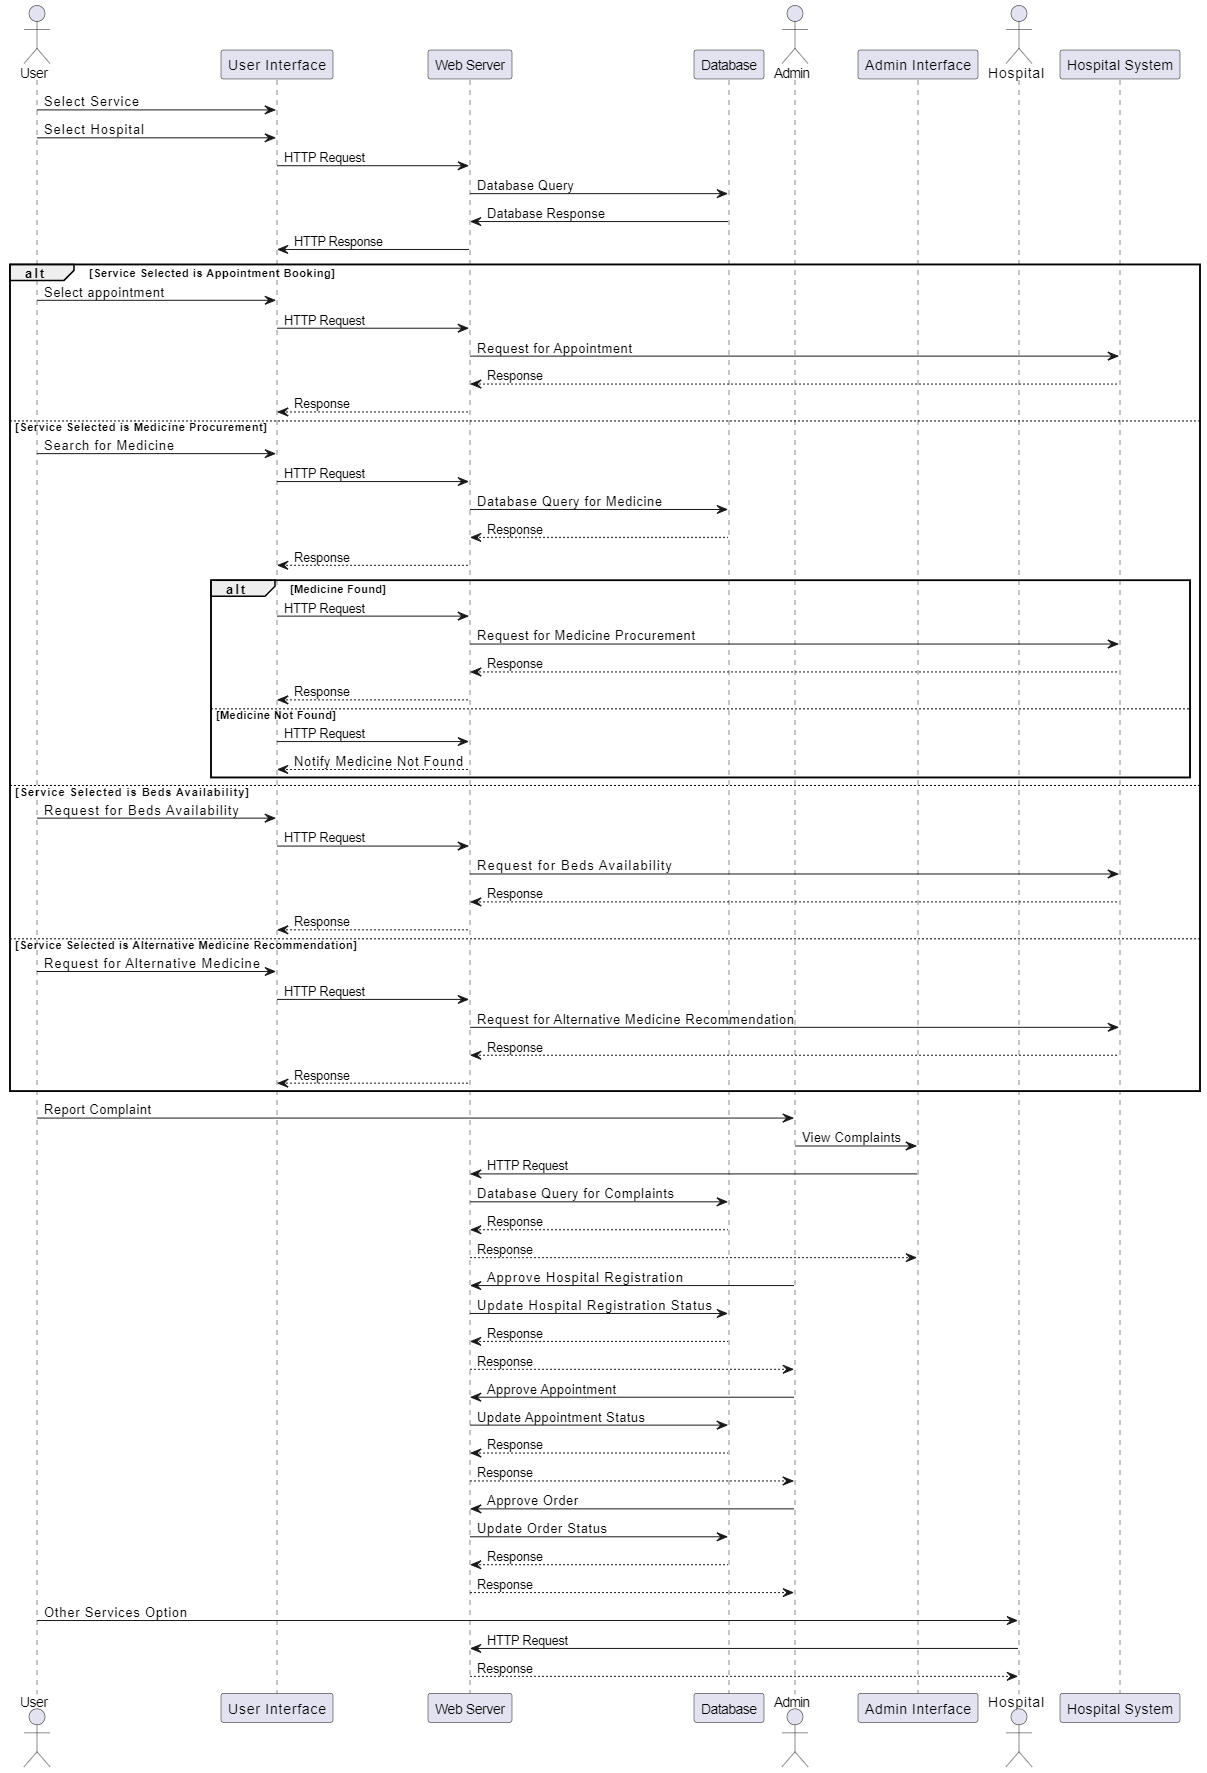 User
User Interface
Web Server
Database
Admin
Admin Interface
Hospital
Hospital System
Select Service
Select Hospital
HTTP Request
Database Query
Database Response
HTTP Response
alt
[Service Selected is Appointment Booking]
Select appointment
HTTP Request
Request for Appointment
Response
Response
[Service Selected is Medicine Procurement]
Search for Medicine
HTTP Request
Database Query for Medicine
Response
Response
alt
[Medicine Found]
HTTP Request
Request for Medicine Procurement
Response
Response
[Medicine Not Found]
HTTP Request
Notify Medicine Not Found
[Service Selected is Beds Availability]
Request for Beds Availability
HTTP Request
Request for Beds Availability
Response
Response
[Service Selected is Alternative Medicine Recommendation]
Request for Alternative Medicine
HTTP Request
Request for Alternative Medicine Recommendation
Response
Response
Report Complaint
View Complaints
HTTP Request
Database Query for Complaints
Response
Response
Approve Hospital Registration
Update Hospital Registration Status
Response
Response
Approve Appointment
Update Appointment Status
Response
Response
Approve Order
Update Order Status
Response
Response
Other Services Option
HTTP Request
Response
User
User Interface
Web Server
Database
Admin
Admin Interface
Hospital
Hospital System